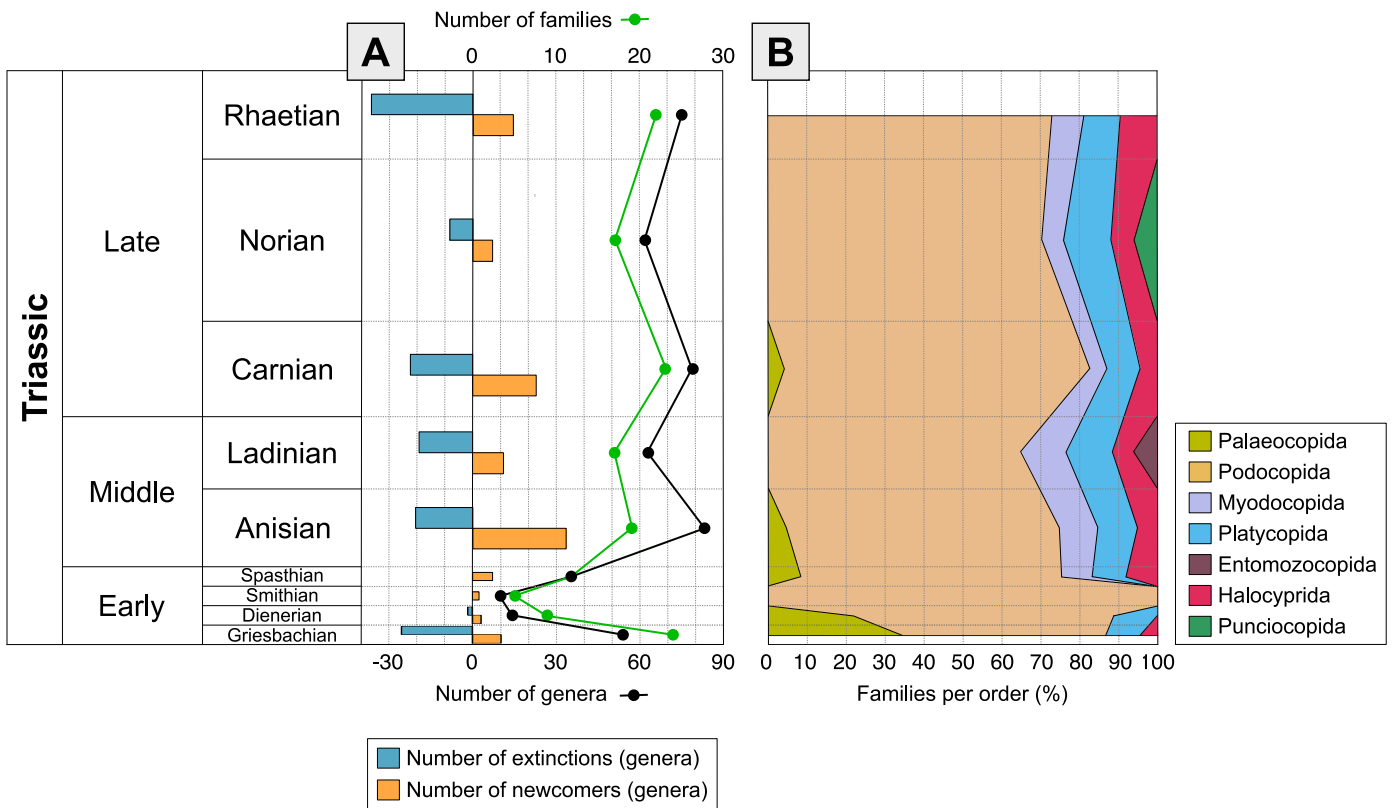 Number of families
A
B
0 10 20 30
Triassic
Late
Middle
Early
Rhaetian
Norian
Carnian
Ladinian
Anisian
Spasthian
Smithian
Dienerian
Griesbachian
-30 0 30 60 90
Number of genera
Number of extinctions (genera)
Number of newcomers (genera)
0 10 20 30 40 50 60 70 80 90 100
Families per order (%)
Palaeocopida
Podocopida
Myodocopida
Platycopida
Entomozocopida
Halocyprida
Punciocopida